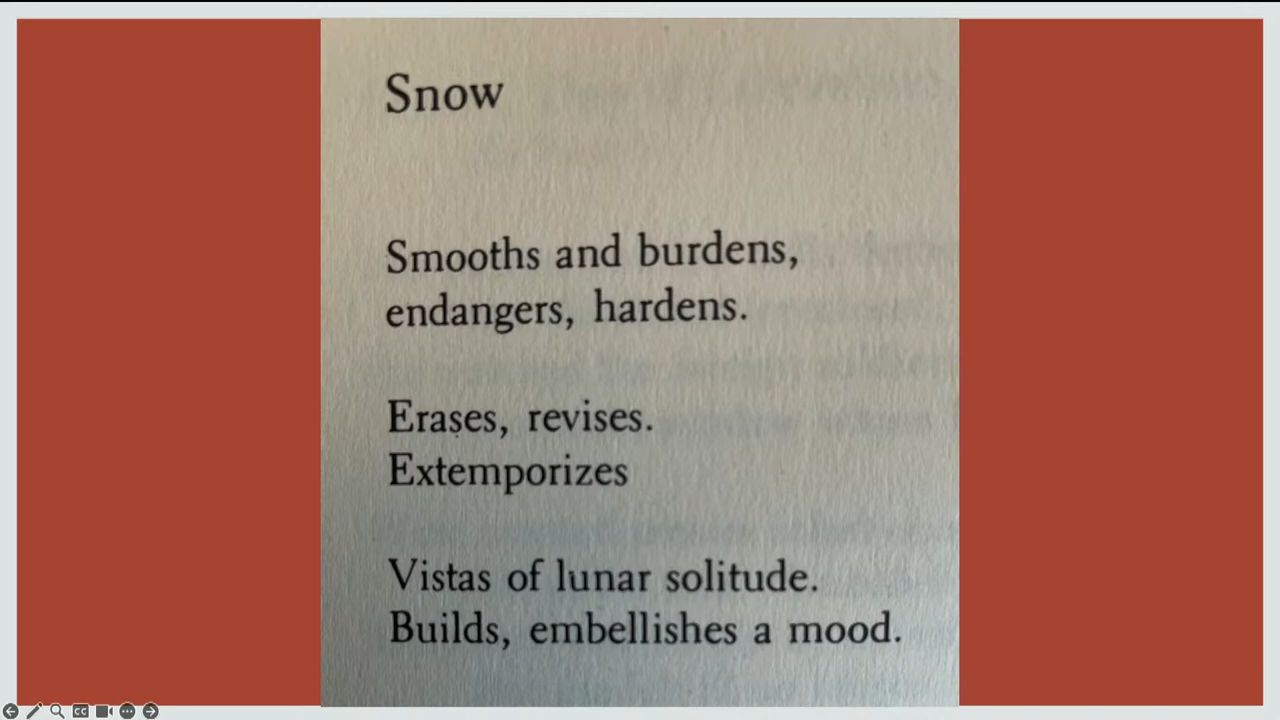 Snow
Smooths and burdens,
endangers, hardens.
Erases, revises.
Extemporizes
Vistas of lunar solitude.
Builds, embellishes a mood.